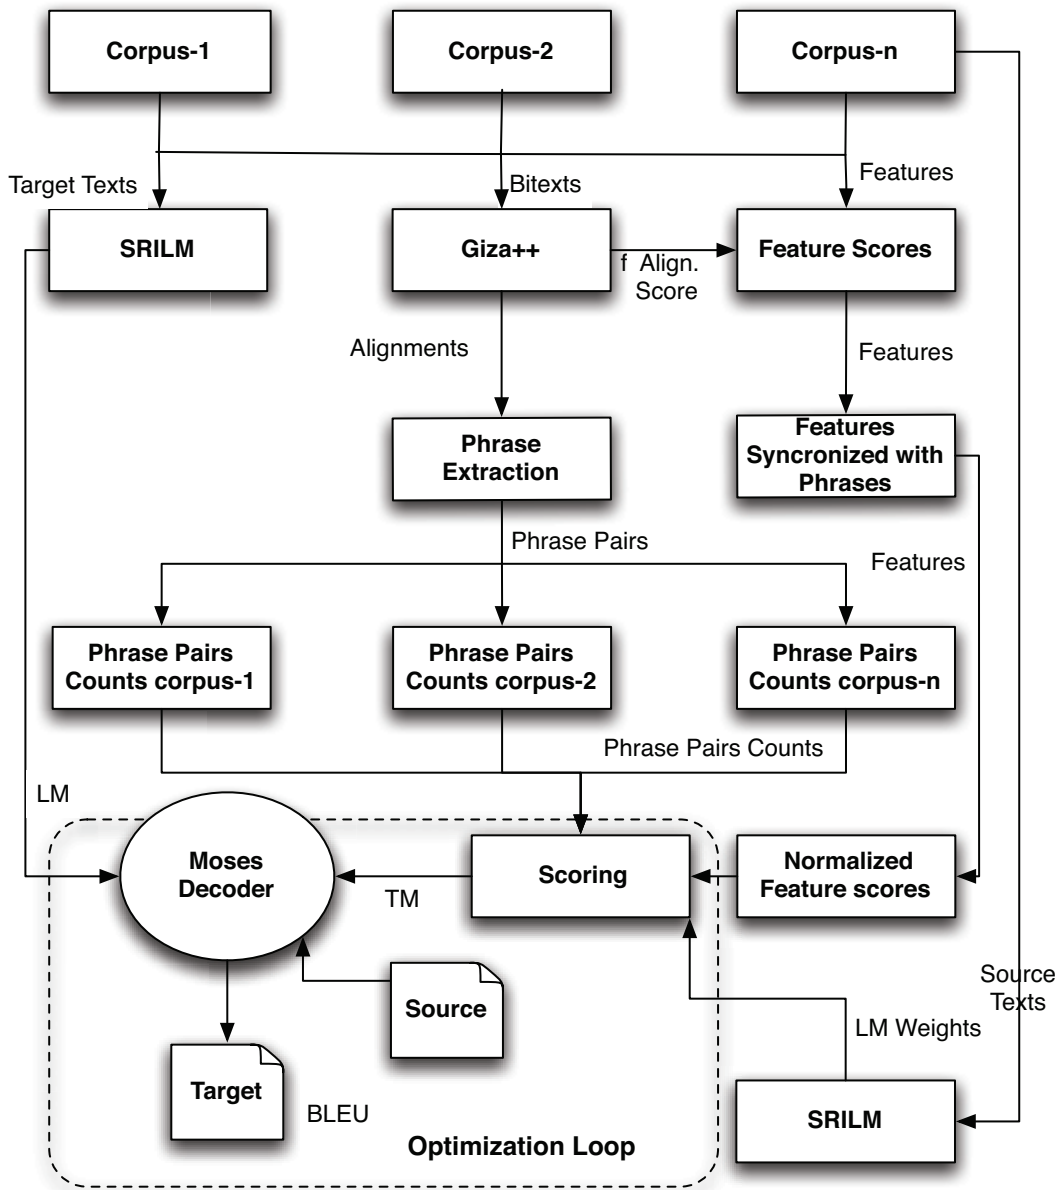 Corpus-1
Corpus-2
Corpus-n
Target Texts
Bitexts
Features
SRILM
Giza++
Feature Scores
f Align.
Score
Alignments
Features
Phrase
Extraction
Features
Syncronized with
Phrases
Phrase Pairs
Features
Phrase Pairs
Counts corpus-1
Phrase Pairs
Counts corpus-2
Phrase Pairs
Counts corpus-n
Phrase Pairs Counts
LM
Moses
Decoder
TM
Scoring
Normalized
Feature scores
Source
Texts
Source
LM Weights
Target
BLEU
SRILM
Optimization Loop